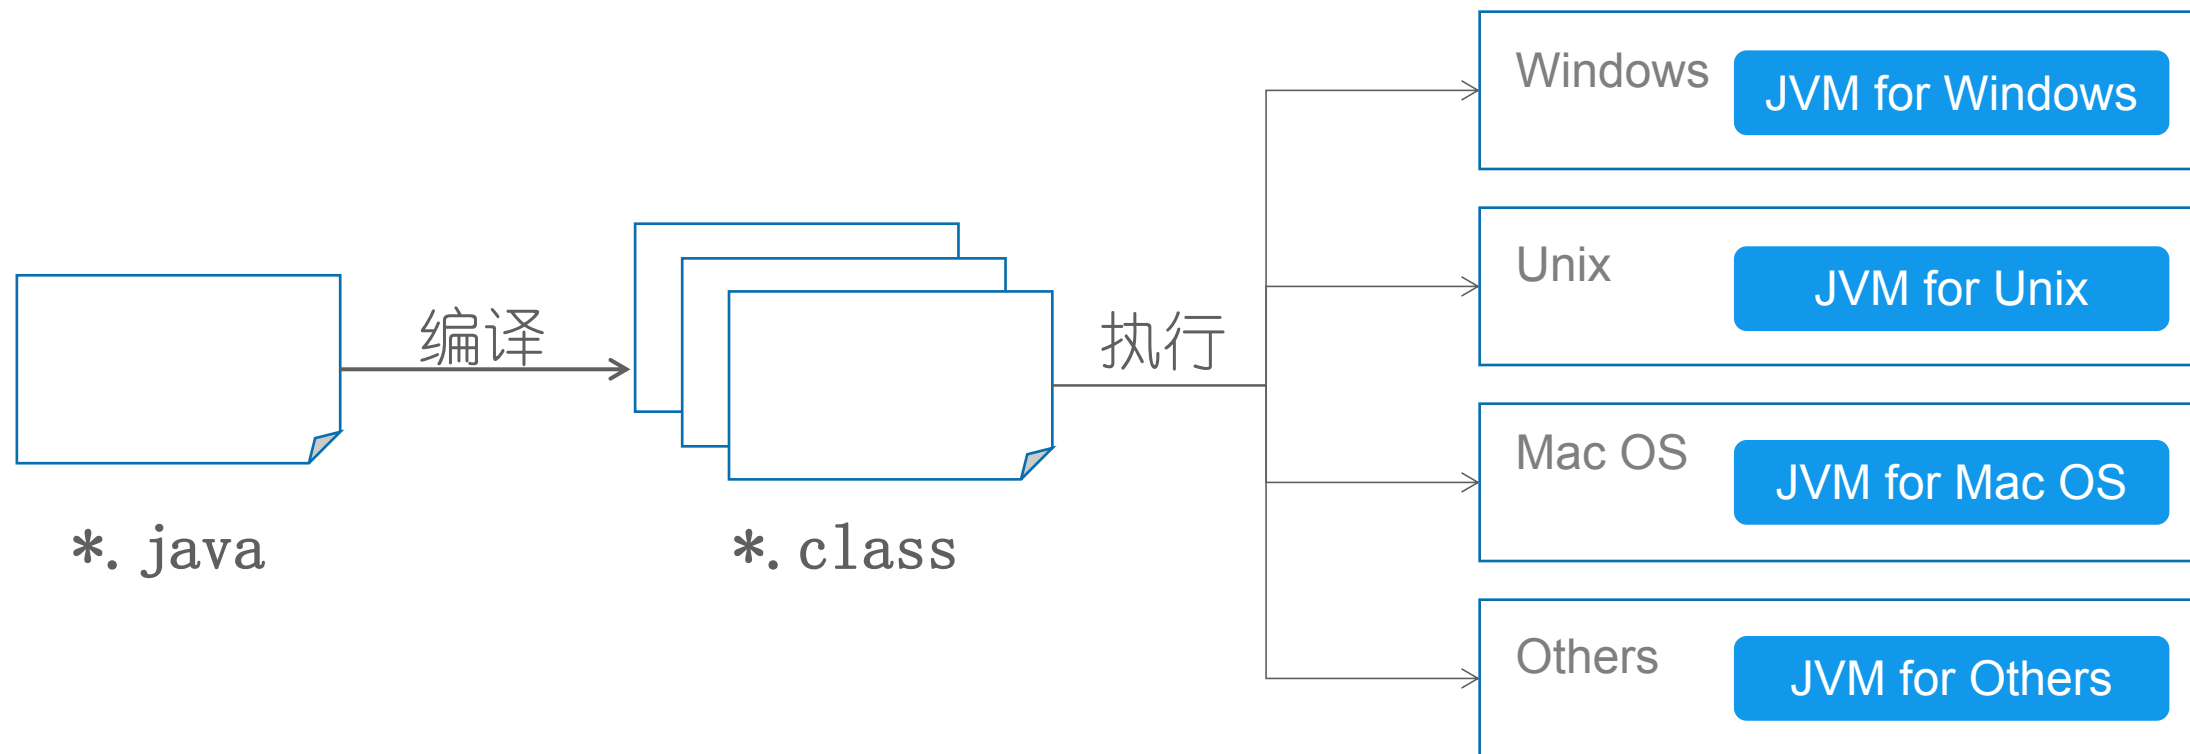 *.java
编译
*.class
执行
Windows
JVM for Windows
Unix
JVM for Unix
Mac OS
JVM for Mac OS
Others
JVM for Others